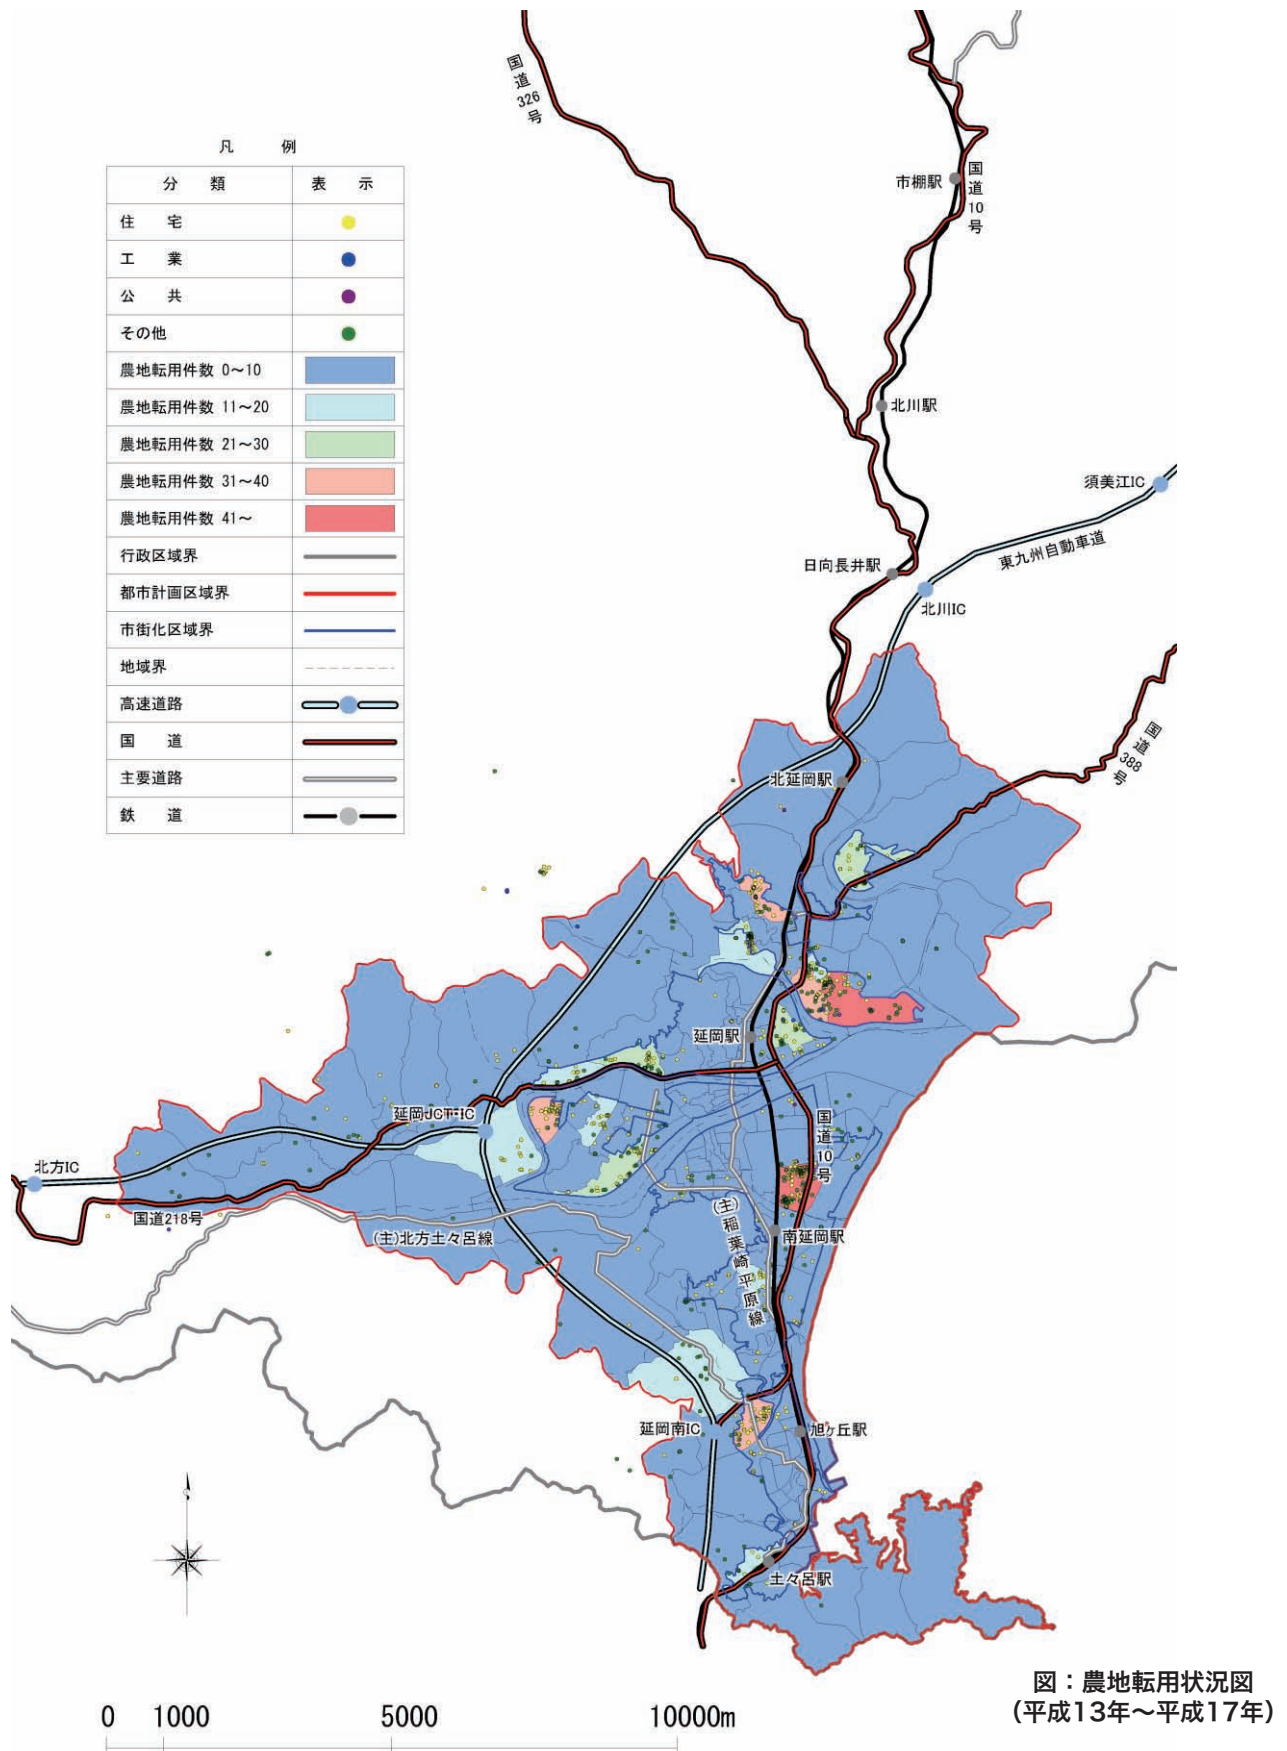 国道326号
市棚駅
国道10号
凡　例
分　類　表　示
住　宅
工　業
公　共
その他
農地転用件数 0～10
農地転用件数 11～20
農地転用件数 21～30
農地転用件数 31～40
農地転用件数 41～
行政区域界
都市計画区域界
市街化区域界
地域界
高速道路
国　道
主要道路
鉄　道
北川駅
須美江IC
東九州自動車道
日向長井駅
北川IC
国道388号
北延岡駅
延岡駅
延岡JCT・IC
国道10号
北方IC
国道218号
(主)北方土々呂線
(主)稲葉崎平原線
南延岡駅
延岡南IC
旭ヶ丘駅
土々呂駅
0 1000 5000 10000m
図：農地転用状況図
（平成13年～平成17年）